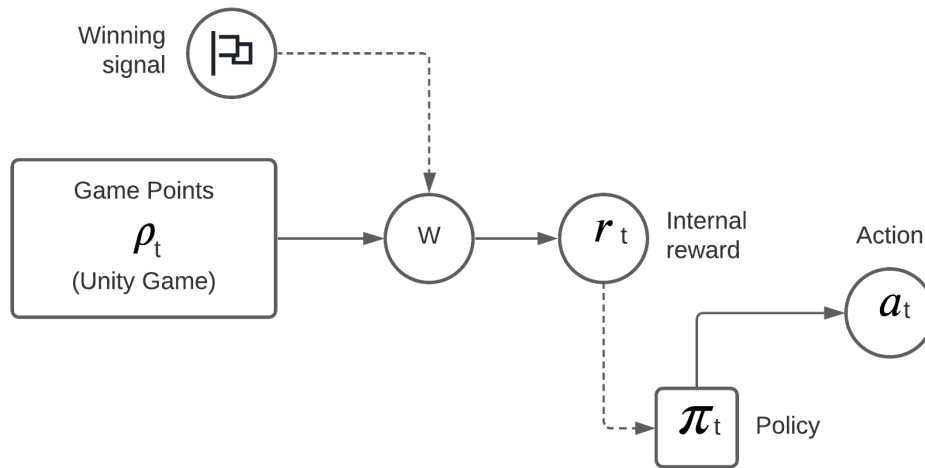 Winning
signal
Game Points
ρt
(Unity Game)
W
rt
Internal
reward
Action
at
πt
Policy